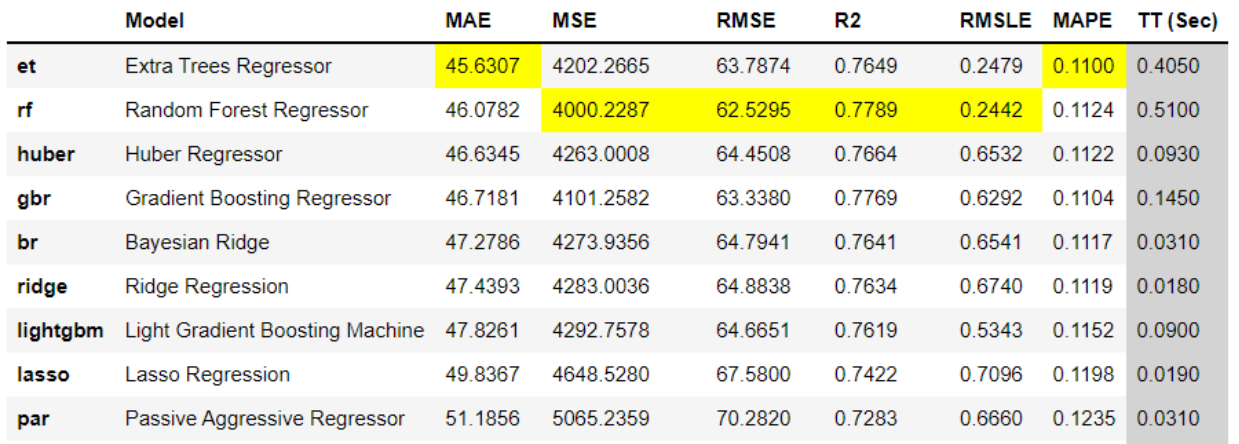 Model MAE MSE RMSE R2 RMSLE MAPE TT (Sec)
et Extra Trees Regressor 45.6307 4202.2665 63.7874 0.7649 0.2479 0.1100 0.4050
rf Random Forest Regressor 46.0782 4000.2287 62.5295 0.7789 0.2442 0.1124 0.5100
huber Huber Regressor 46.6345 4263.0008 64.4508 0.7664 0.6532 0.1122 0.0930
gbr Gradient Boosting Regressor 46.7181 4101.2582 63.3380 0.7769 0.6292 0.1104 0.1450
br Bayesian Ridge 47.2786 4273.9356 64.7941 0.7641 0.6541 0.1117 0.0310
ridge Ridge Regression 47.4393 4283.0036 64.8838 0.7634 0.6740 0.1119 0.0180
lightgbm Light Gradient Boosting Machine 47.8261 4292.7578 64.6651 0.7619 0.5343 0.1152 0.0900
lasso Lasso Regression 49.8367 4648.5280 67.5800 0.7422 0.7096 0.1198 0.0190
par Passive Aggressive Regressor 51.1856 5065.2359 70.2820 0.7283 0.6660 0.1235 0.0310